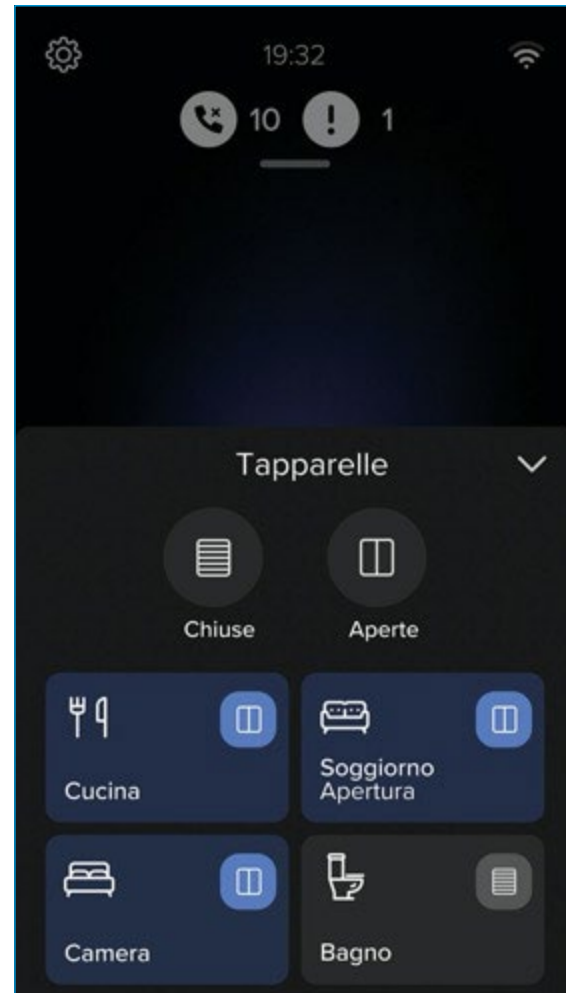 19:32
10
1
Tapparelle
Chiuse
Aperte
Cucina
Soggiorno
Apertura
Camera
Bagno